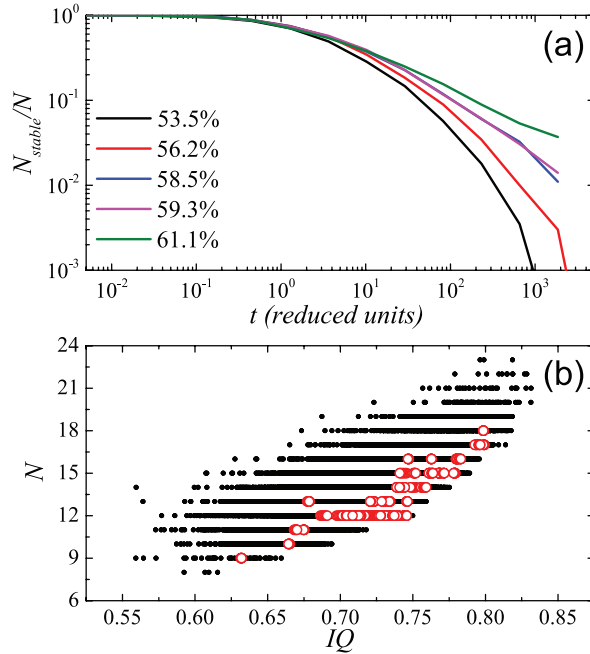 (a)
N_stable/N
10^0
10^-1
10^-2
10^-3
53.5%
56.2%
58.5%
59.3%
61.1%
10^-2 10^-1 10^0 10^1 10^2 10^3
t (reduced units)
(b)
N
24
21
18
15
12
9
6
0.55 0.60 0.65 0.70 0.75 0.80 0.85
IQ